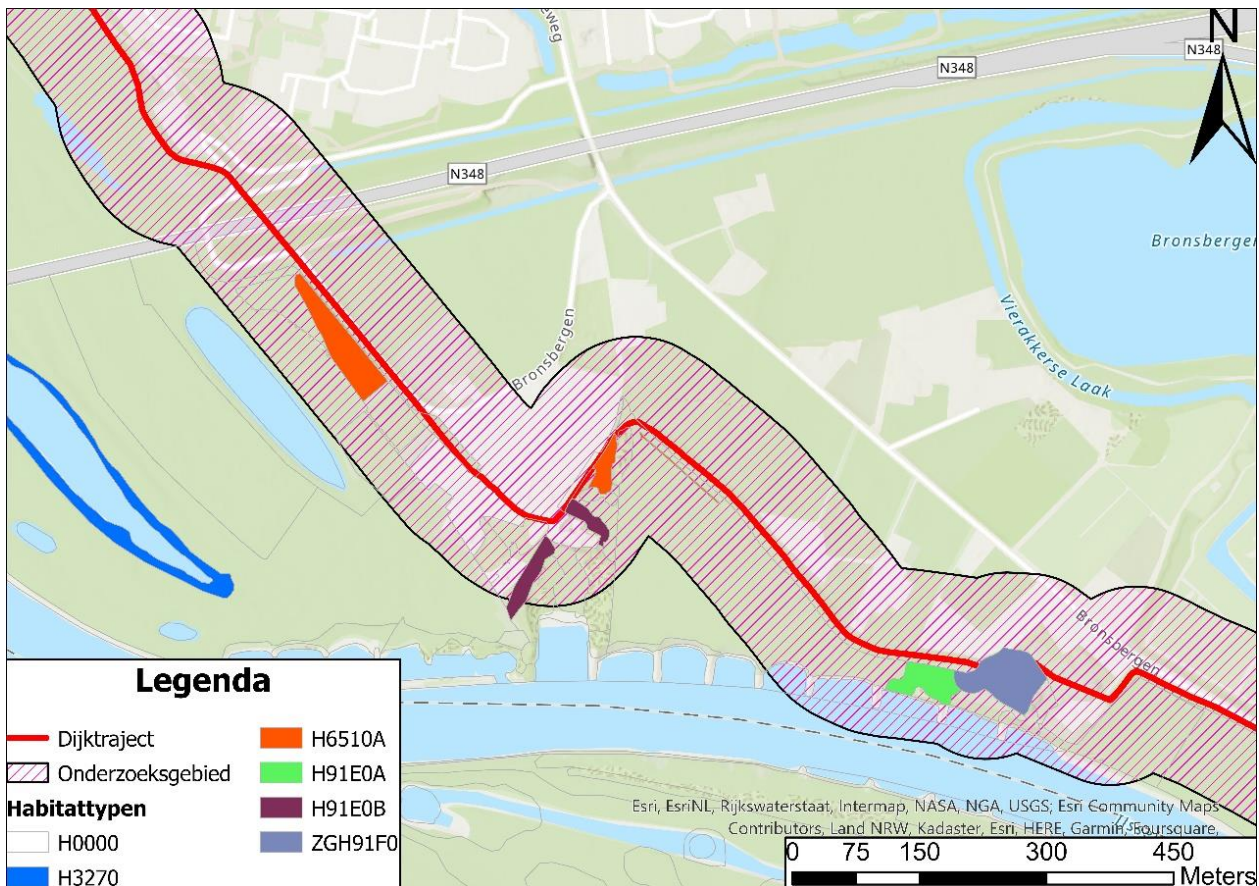 eweg
N
N348
N348
N348
Bronsbergen
Vierakkerse Laak
Bronsbergen
Bronsbergen
Legenda
Dijktraject
Onderzoeksgebied
Habitattypen
H0000
H3270
H6510A
H91E0A
H91E0B
ZGH91F0
Esri, EsriNL, Rijkswaterstaat, Intermap, NASA, NGA, USGS; Esri Community Maps
Contributors, Land NRW, Kadaster, Esri, HERE, Garmin, Foursquare,
0 75 150 300 450
Meters